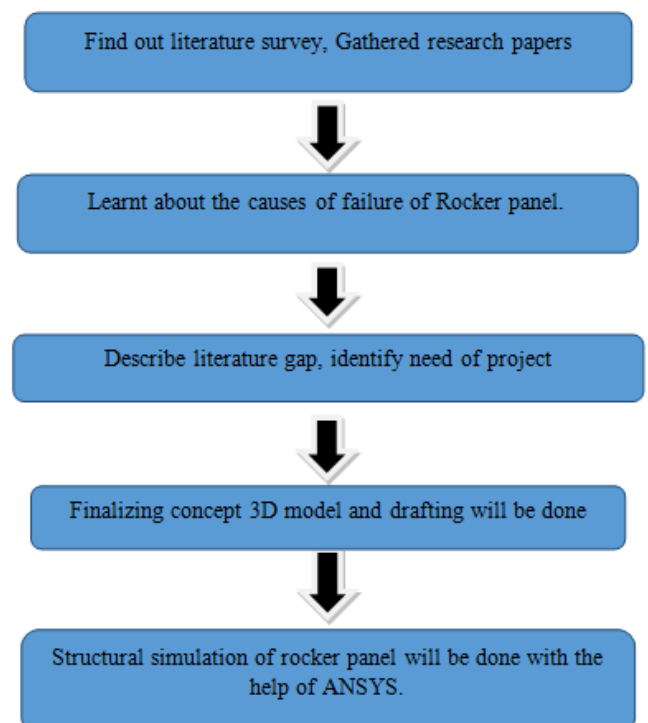 Find out literature survey, Gathered research papers
Learnt about the causes of failure of Rocker panel.
Describe literature gap, identify need of project
Finalizing concept 3D model and drafting will be done
Structural simulation of rocker panel will be done with the
help of ANSYS.